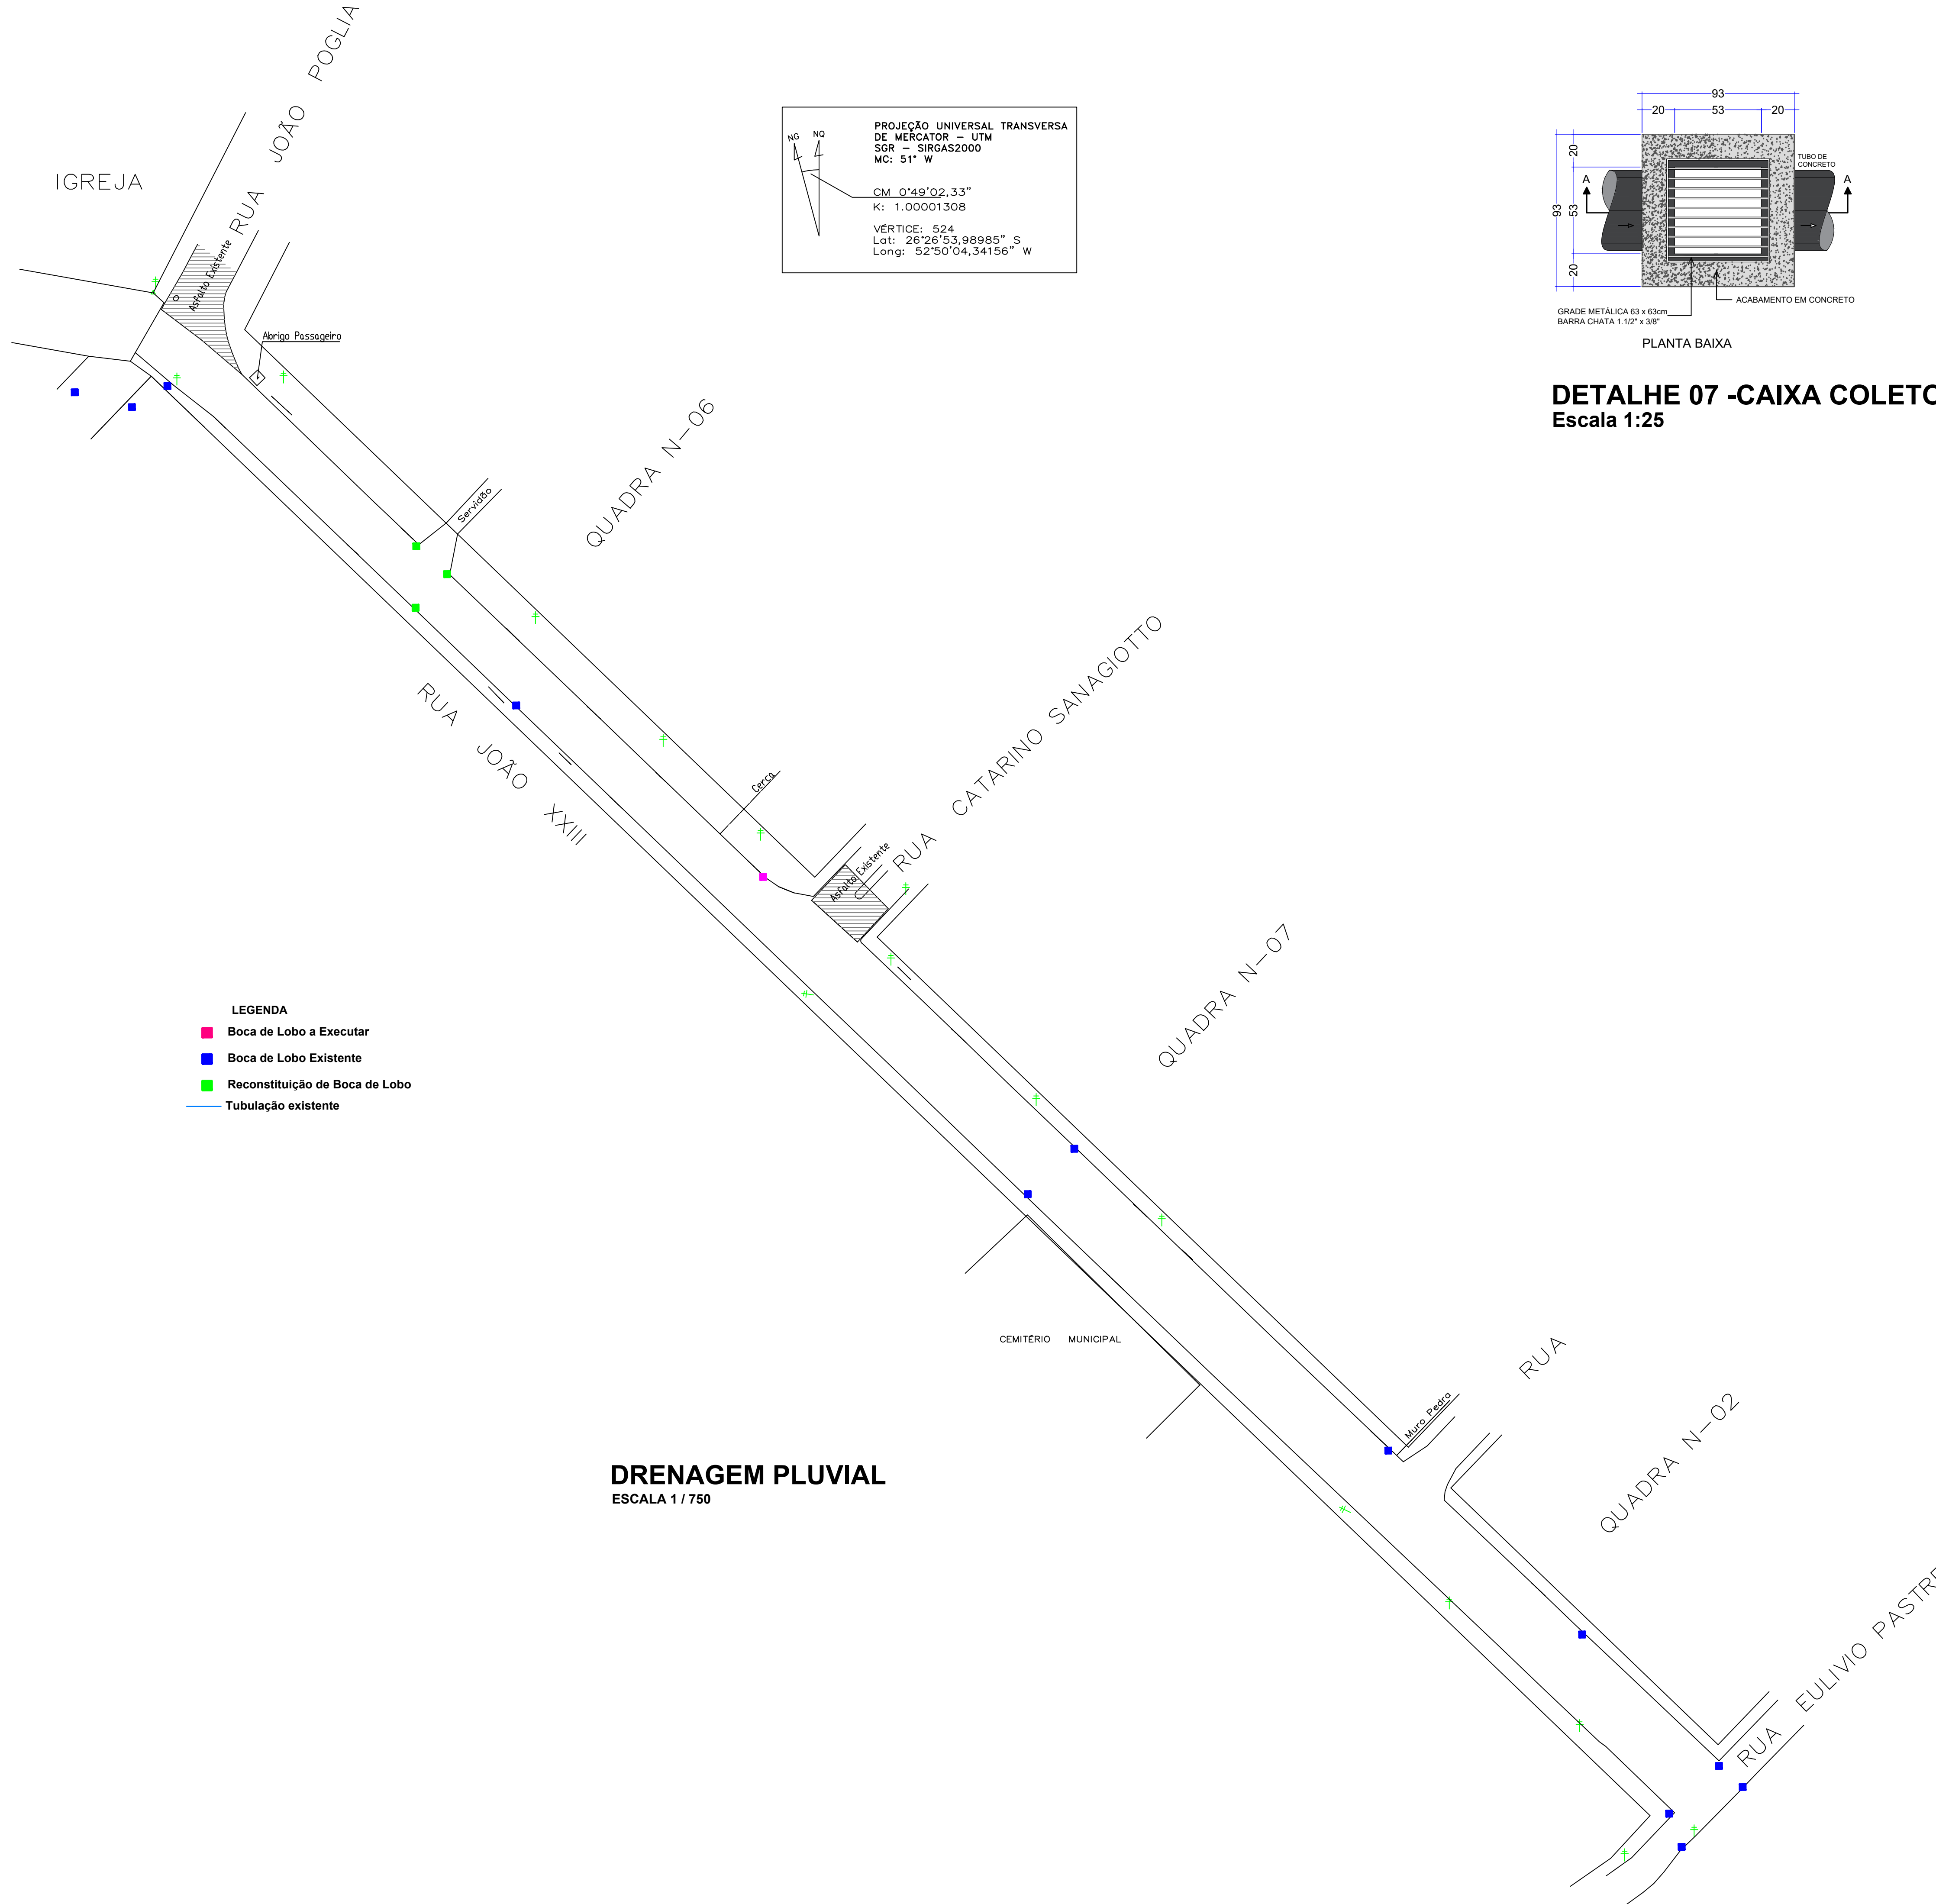 RUA JOÃO POGLIA
IGREJA
Asfalto Existente
Abrigo Passageiro
NG NQ
PROJEÇÃO UNIVERSAL TRANSVERSA
DE MERCATOR – UTM
SGR – SIRGAS2000
MC: 51° W
CM 0°49'02,33"
K: 1.00001308
VÉRTICE: 524
Lat: 26°26'53,98985" S
Long: 52°50'04,34156" W
93
20 53 20
93
20
53
20
A A
TUBO DE
CONCRETO
ACABAMENTO EM CONCRETO
GRADE METÁLICA 63 x 63cm
BARRA CHATA 1.1/2" x 3/8"
PLANTA BAIXA
DETALHE 07 -CAIXA COLETO
Escala 1:25
QUADRA N–06
Servidão
RUA JOÃO XXIII
Cerca
RUA CATARINO SANAGIOTTO
Asfalto Existente
QUADRA N–07
LEGENDA
Boca de Lobo a Executar
Boca de Lobo Existente
Reconstituição de Boca de Lobo
Tubulação existente
CEMITÉRIO MUNICIPAL
Muro Pedra
RUA
QUADRA N–02
DRENAGEM PLUVIAL
ESCALA 1 / 750
RUA EULIVIO PASTRE